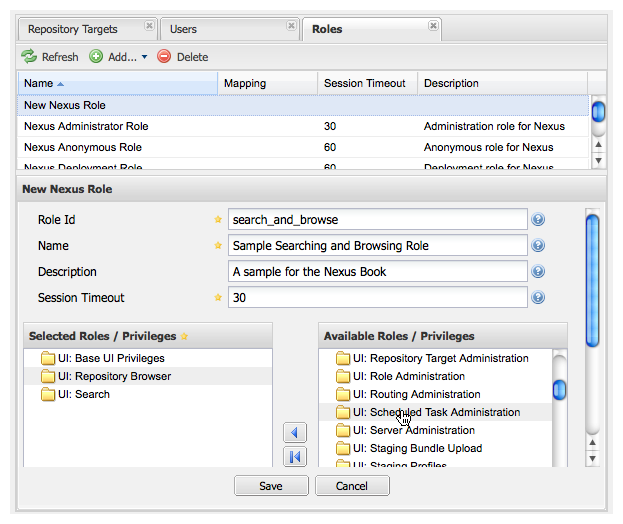 Repository Targets Users Roles
Refresh Add... Delete
Name Mapping Session Timeout Description
New Nexus Role
Nexus Administrator Role 30 Administration role for Nexus
Nexus Anonymous Role 60 Anonymous role for Nexus
Nexus Deployment Role 60 Deployment role for Nexus
New Nexus Role
Role Id search_and_browse
Name Sample Searching and Browsing Role
Description A sample for the Nexus Book
Session Timeout 30
Selected Roles / Privileges Available Roles / Privileges
UI: Base UI Privileges UI: Repository Target Administration
UI: Repository Browser UI: Role Administration
UI: Search UI: Routing Administration
UI: Scheduled Task Administration
UI: Server Administration
UI: Staging Bundle Upload
UI: Staging Profiles
Save Cancel